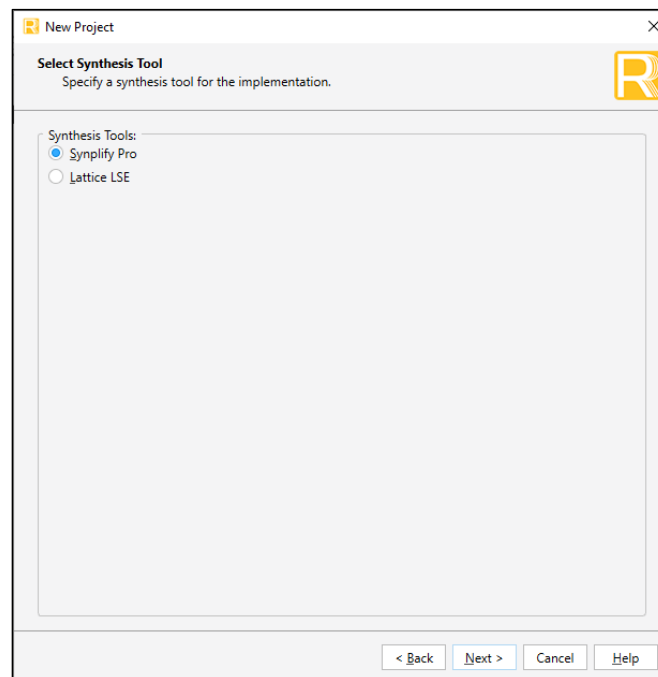 New Project
Select Synthesis Tool
Specify a synthesis tool for the implementation.
Synthesis Tools:
Synplify Pro
Lattice LSE
< Back Next > Cancel Help